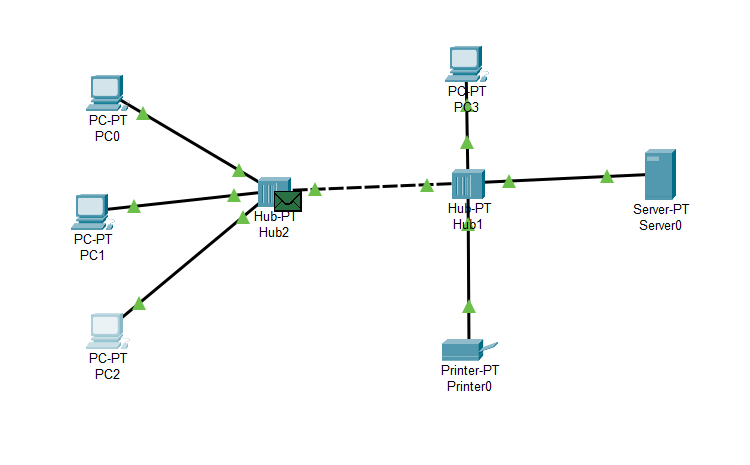 PC-PT
PC0
PC-PT
PC1
PC-PT
PC2
Hub-PT
Hub2
PC-PT
PC3
Hub-PT
Hub1
Server-PT
Server0
Printer-PT
Printer0